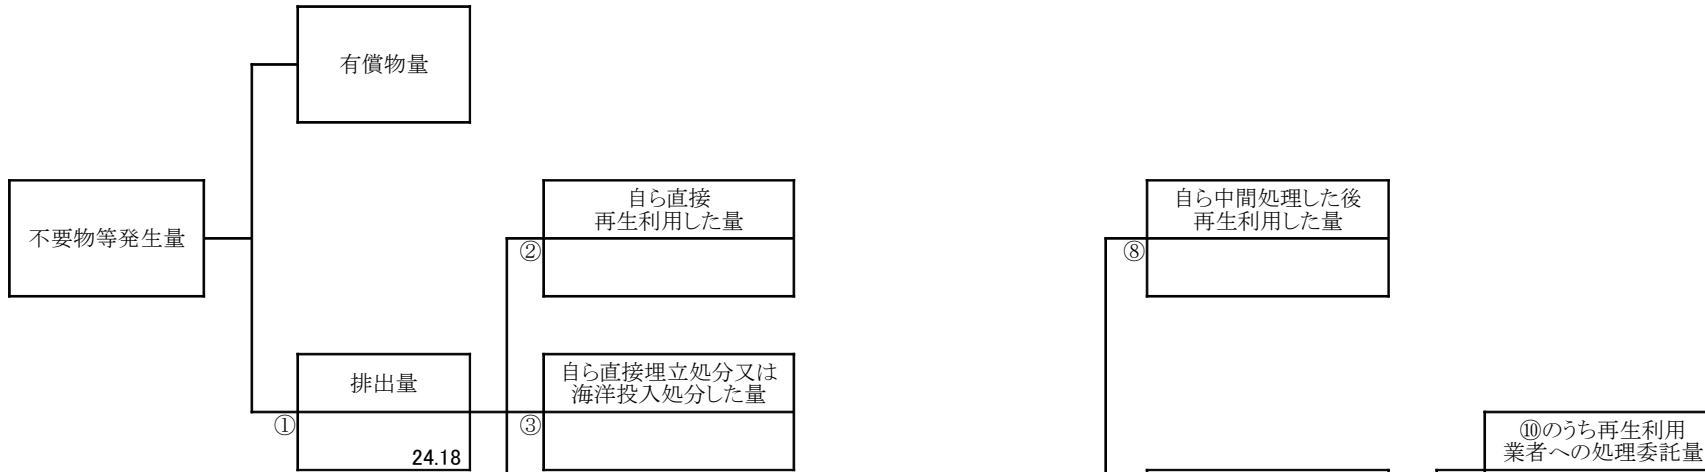 有償物量
不要物等発生量
自ら直接
再生利用した量
②
自ら中間処理した後
再生利用した量
⑧
排出量
①
24.18
自ら直接埋立処分又は
海洋投入処分した量
③
⑩のうち再生利用
業者への処理委託量